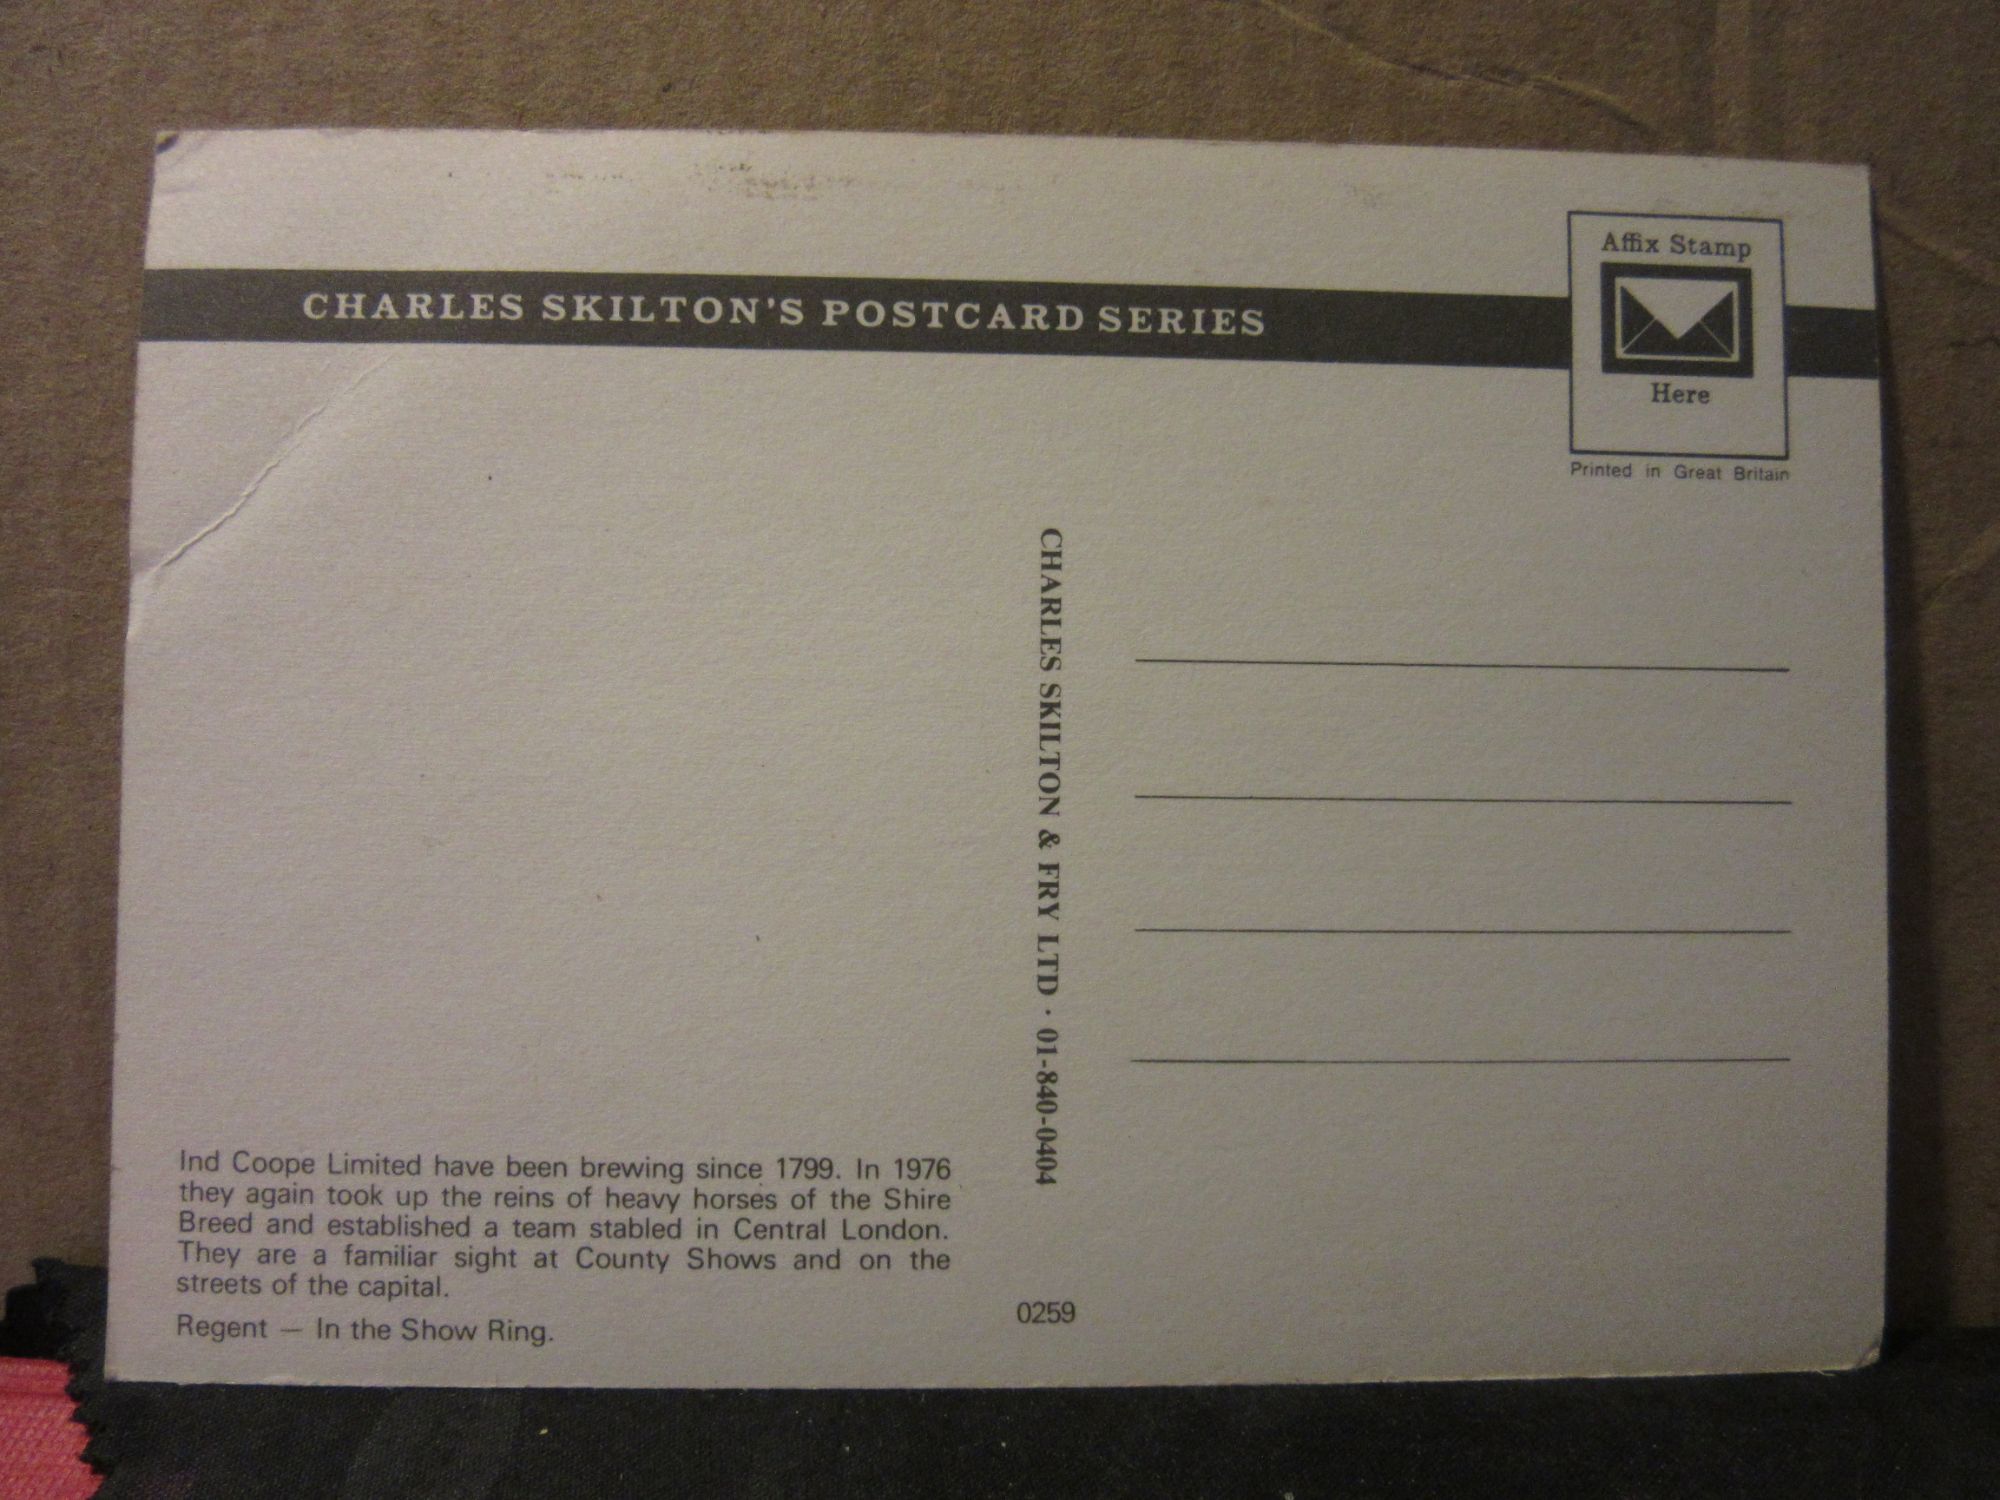 CHARLES SKILTON'S POSTCARD SERIES
Affix Stamp
Here
Printed in Great Britain
CHARLES SKILTON & FRY LTD · 01-840-0404
Ind Coope Limited have been brewing since 1799. In 1976
they again took up the reins of heavy horses of the Shire
Breed and established a team stabled in Central London.
They are a familiar sight at County Shows and on the
streets of the capital.
Regent — In the Show Ring.
0259